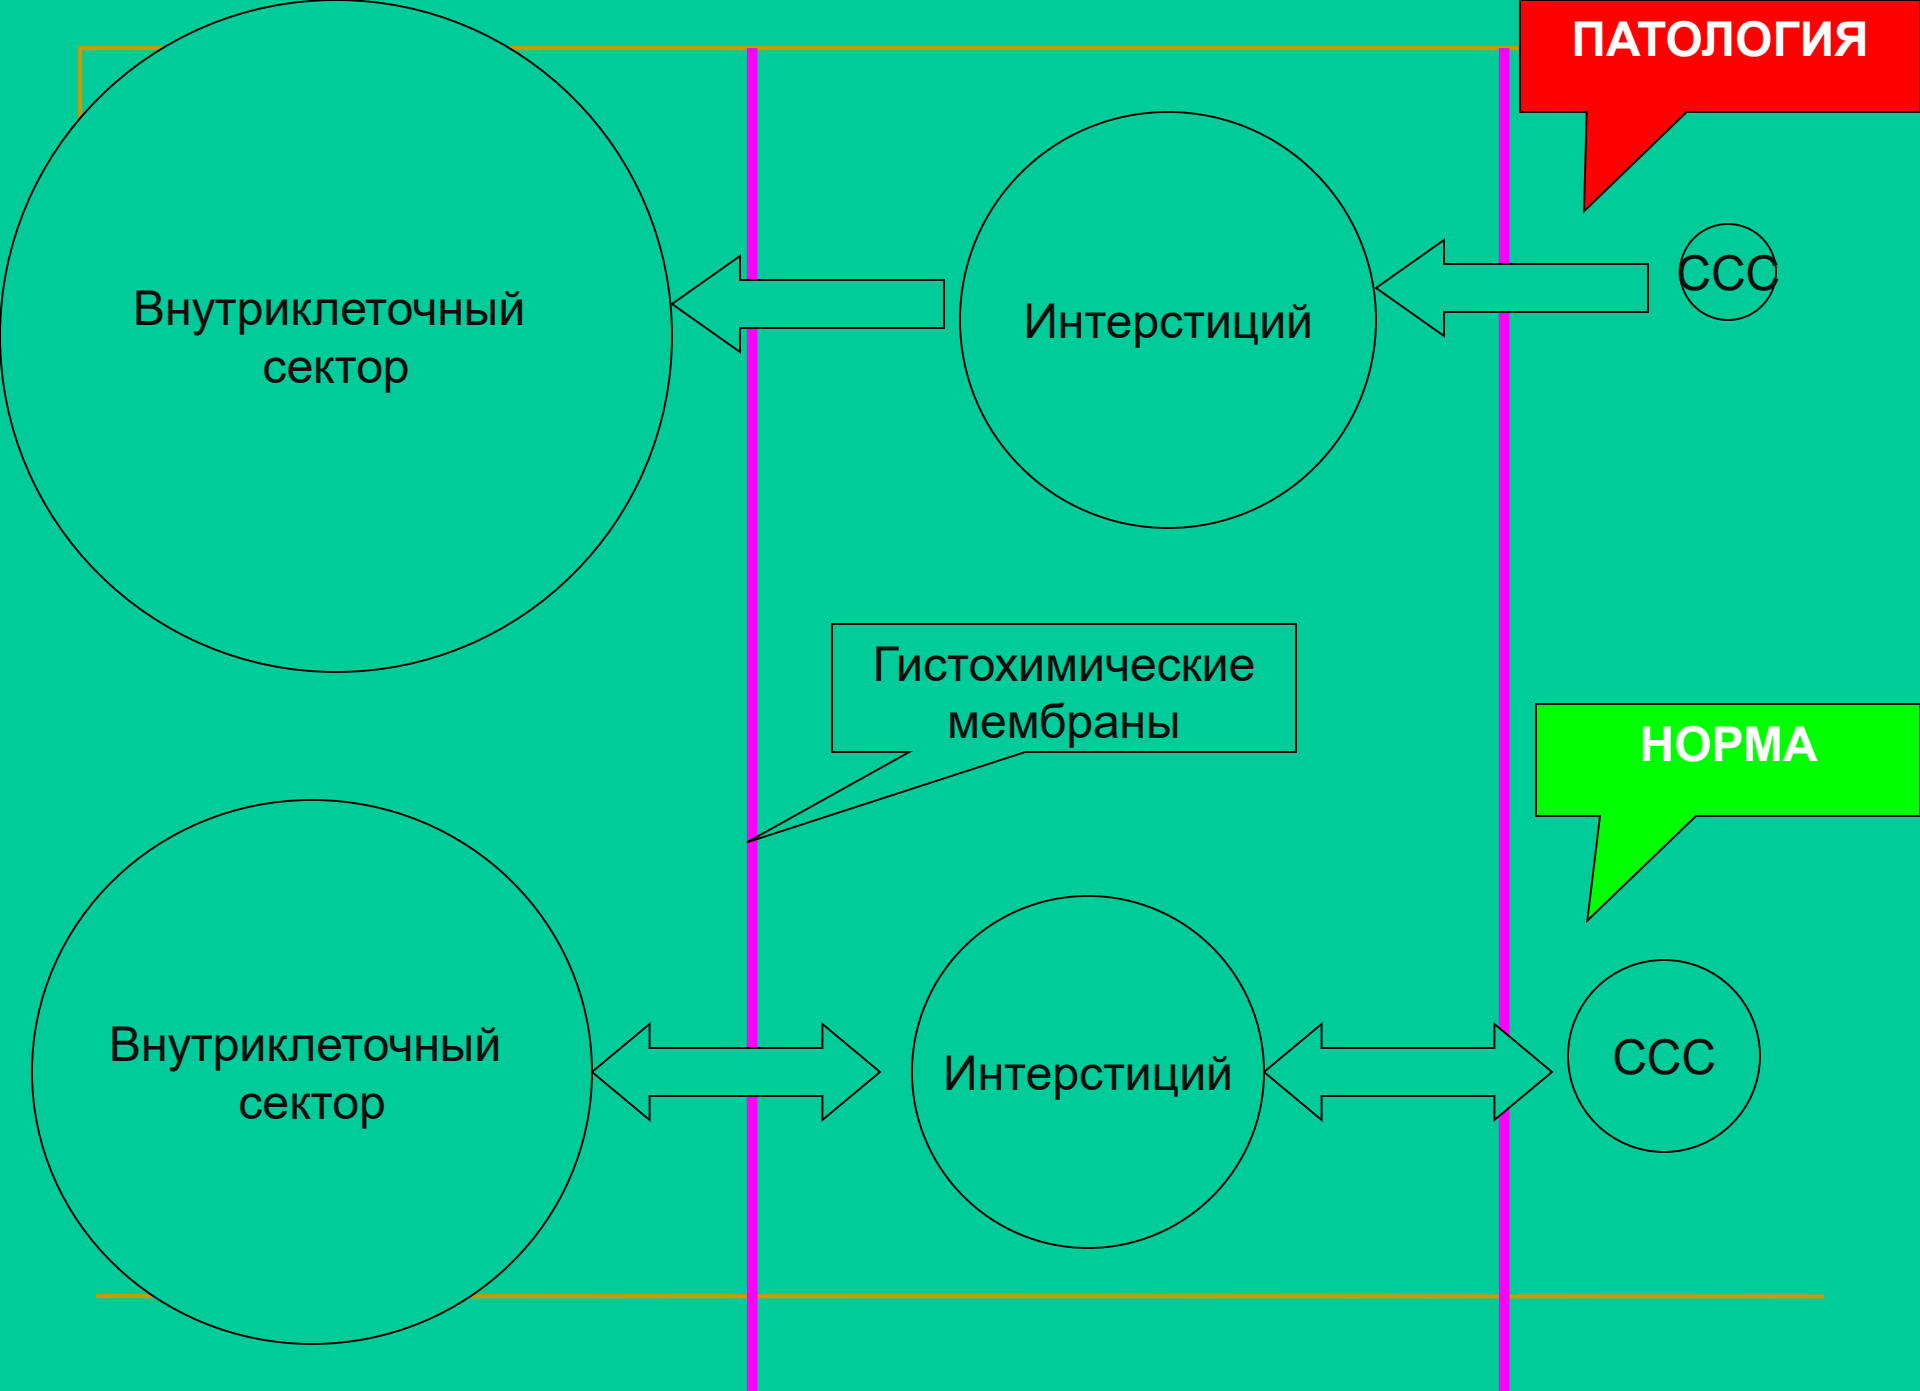 ПАТОЛОГИЯ
ССС
Внутриклеточный
сектор
Интерстиций
Гистохимические
мембраны
НОРМА
Внутриклеточный
сектор
Интерстиций
ССС